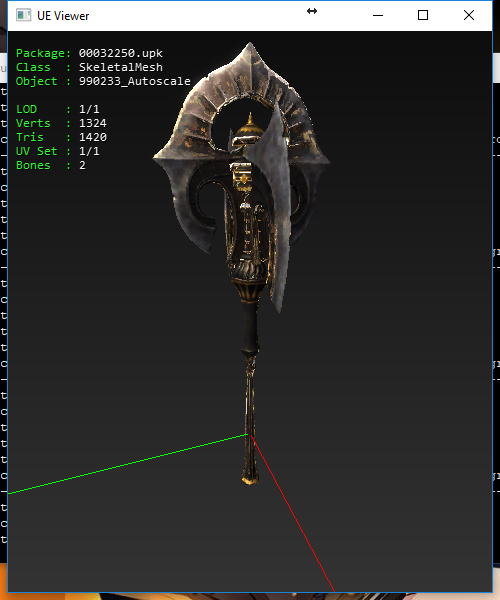 UE Viewer
Package: 00032250.upk
Class  : SkeletalMesh
Object : 990233_Autoscale
LOD    : 1/1
Verts  : 1324
Tris   : 1420
UV Set : 1/1
Bones  : 2